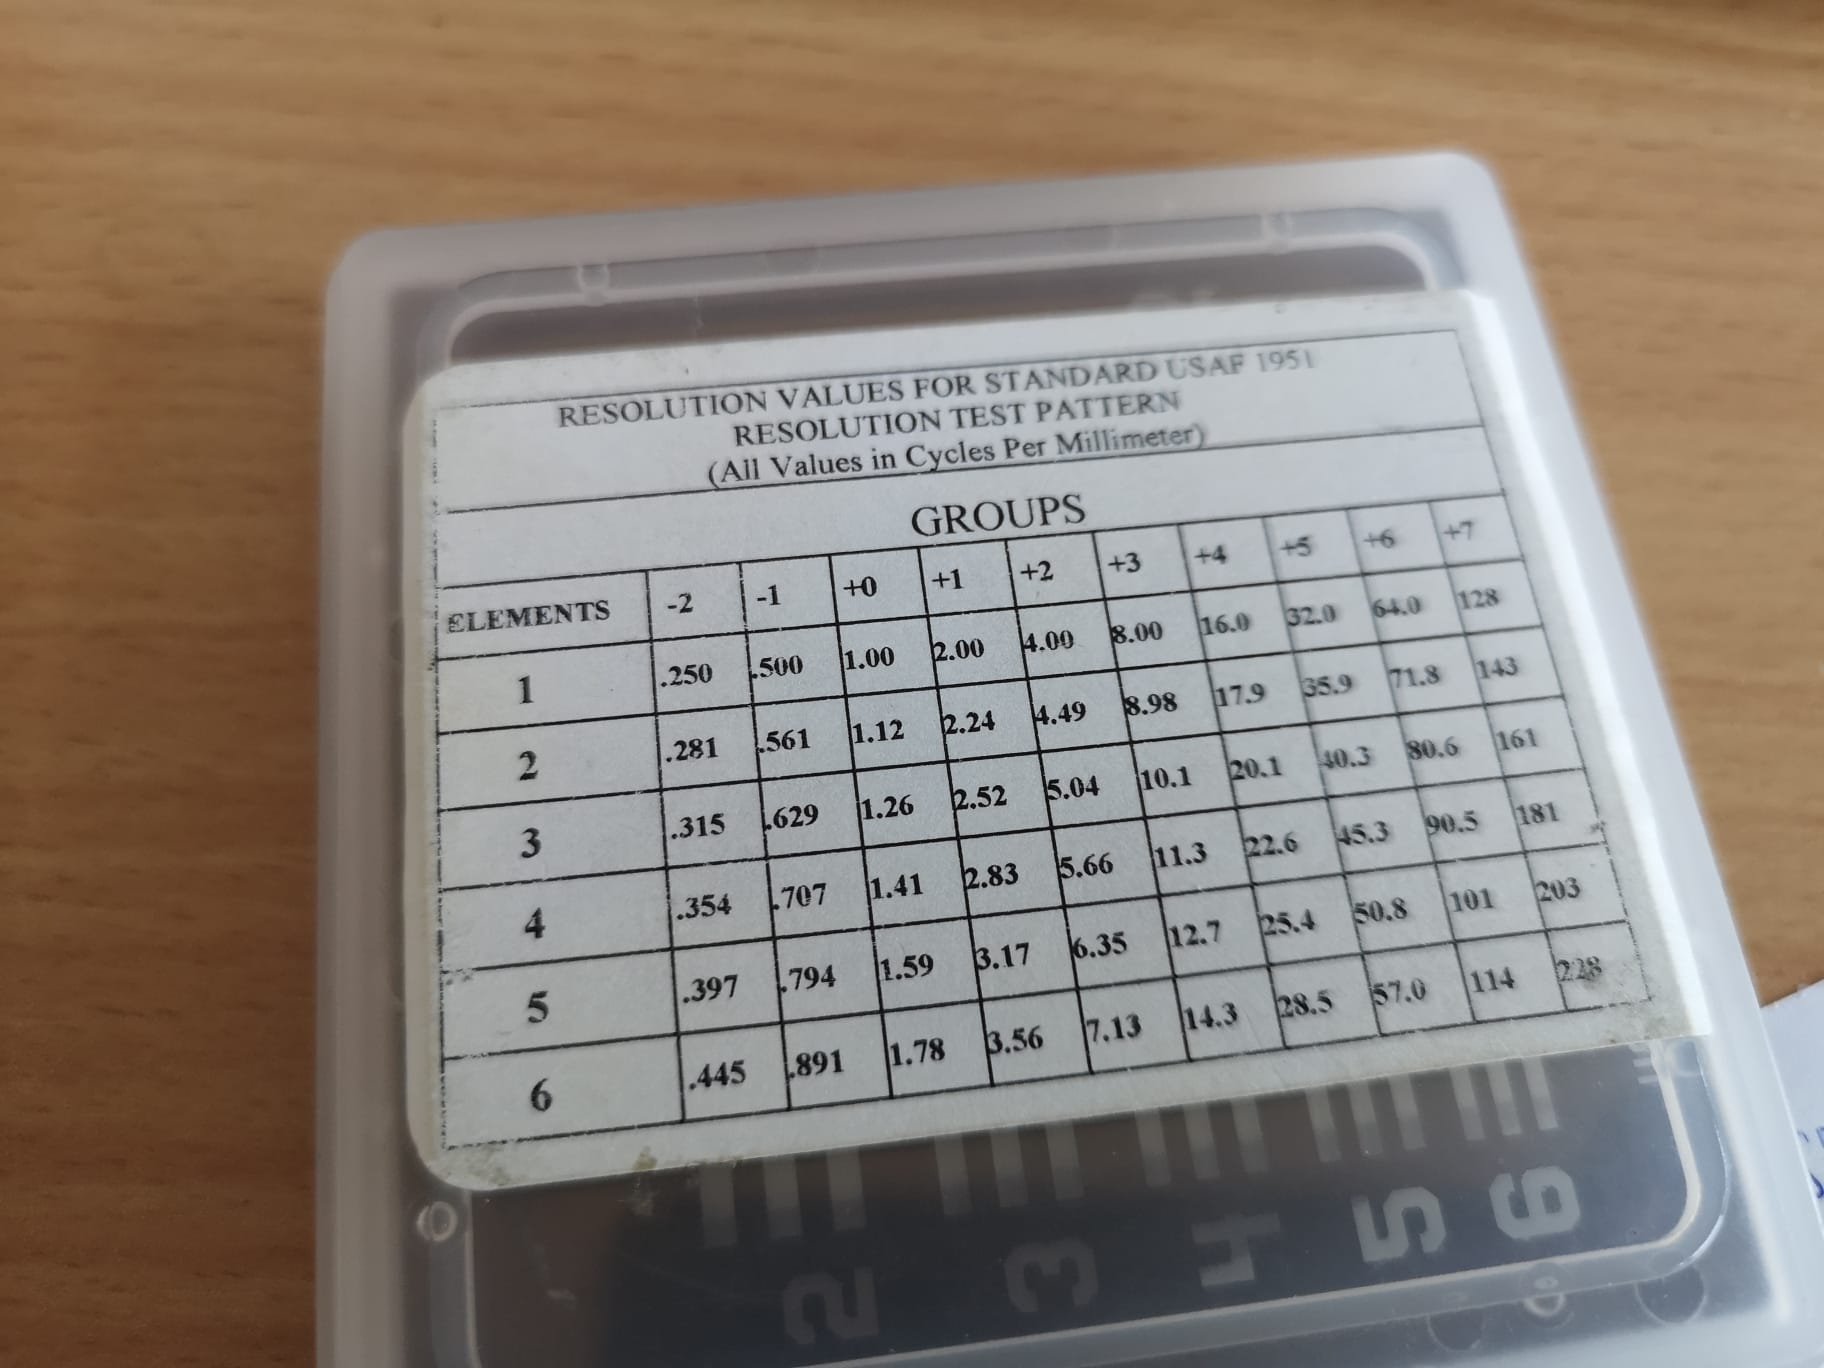 RESOLUTION VALUES FOR STANDARD USAF 1951
RESOLUTION TEST PATTERN
(All Values in Cycles Per Millimeter)
GROUPS
ELEMENTS -2 -1 +0 +1 +2 +3 +4 +5 +6 +7
1 .250 .500 1.00 2.00 4.00 8.00 16.0 32.0 64.0 128
2 .281 .561 1.12 2.24 4.49 8.98 17.9 35.9 71.8 143
3 .315 .629 1.26 2.52 5.04 10.1 20.1 40.3 80.6 161
4 .354 .707 1.41 2.83 5.66 11.3 22.6 45.3 90.5 181
5 .397 .794 1.59 3.17 6.35 12.7 25.4 50.8 101 203
6 .445 .891 1.78 3.56 7.13 14.3 28.5 57.0 114 228
2 3 4 5 6